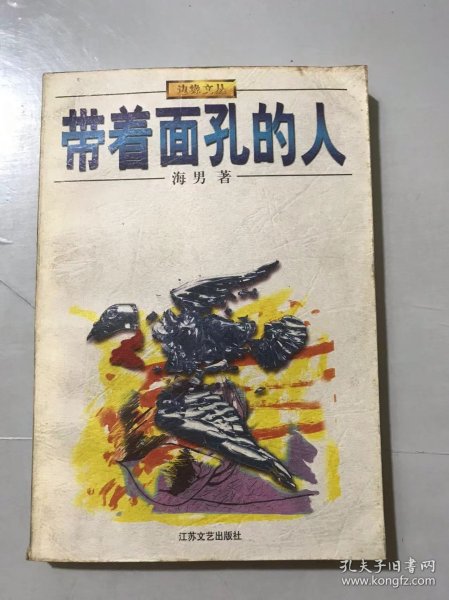 边缘文丛
带着面孔的人
海男 著
江苏文艺出版社
孔夫子旧书网
www.kongfz.com